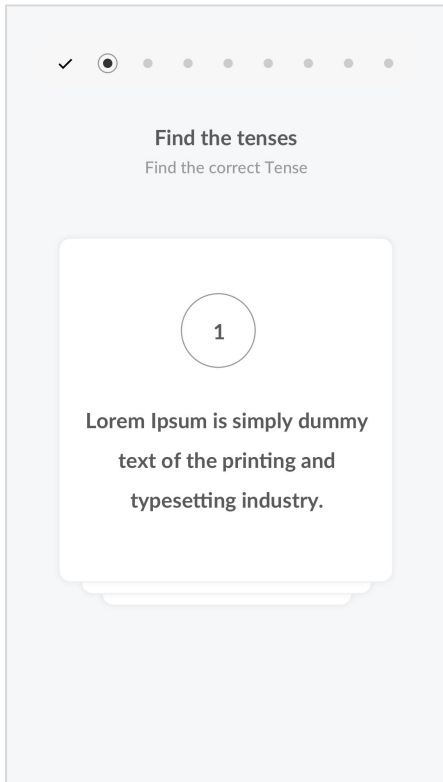 Find the tenses
Find the correct Tense
1
Lorem Ipsum is simply dummy
text of the printing and
typesetting industry.